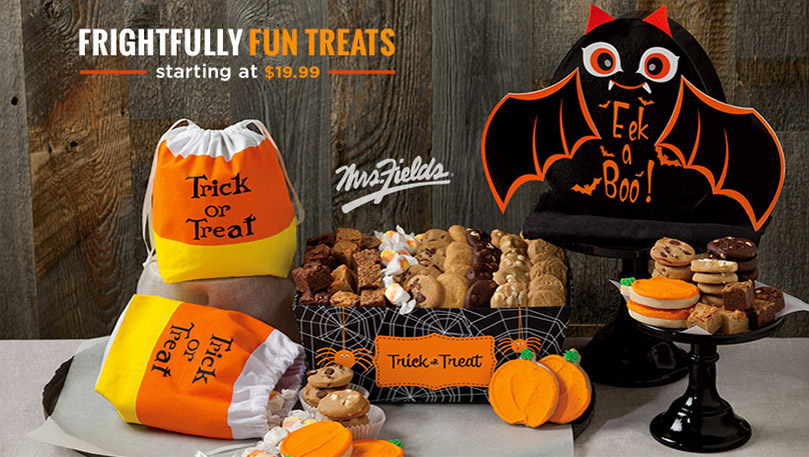 FRIGHTFULLY FUN TREATS
starting at $19.99
Trick
or
Treat
Mrs. Fields
Eek
a
Boo!
Trick
or
Treat
Trick or Treat